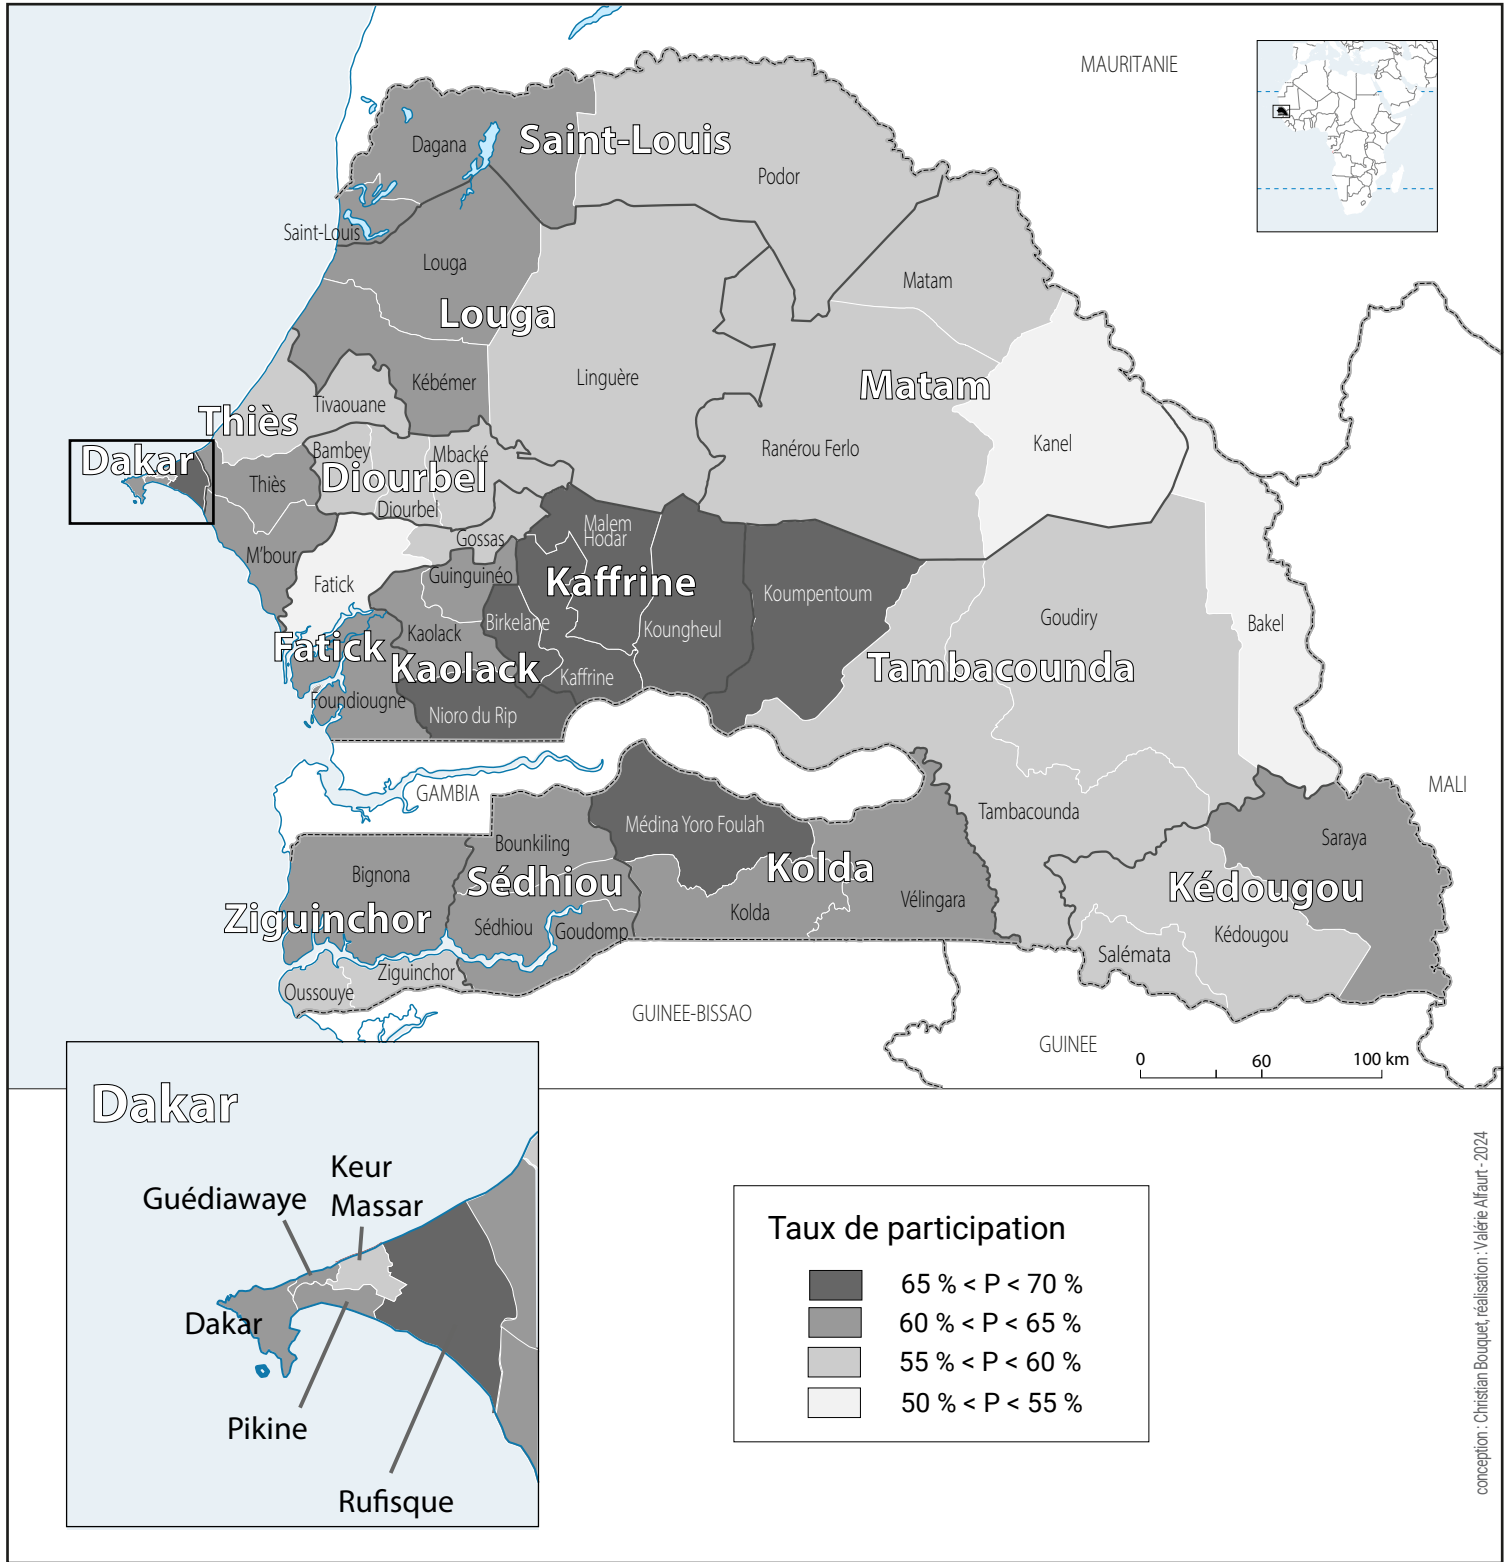 MAURITANIE
Dagana
Saint-Louis
Podor
Saint-Louis
Louga
Matam
Louga
Linguère
Kébémer
Matam
Tivaouane
Thiès
Kanel
Bambey
Mbacké
Ranérou Ferlo
Dakar
Diourbel
Thiès
Diourbel
Malem
Hodar
Gossas
M'bour
Guinguinéo
Kaffrine
Fatick
Koumpentoum
Goudiry
Birkelane
Bakel
Kaolack
Koungheul
Fatick
Kaolack
Tambacounda
Kaffrine
Foundiougne
Nioro du Rip
GAMBIA
MALI
Tambacounda
Médina Yoro Foulah
Saraya
Bounkiling
Bignona
Kolda
Sédhiou
Kédougou
Vélingara
Kolda
Ziguinchor
Sédhiou
Goudomp
Kédougou
Salémata
Ziguinchor
Oussouye
GUINEE-BISSAO
GUINEE
0 60 100 km
Dakar
Keur
Massar
Guédiawaye
Dakar
Pikine
Rufisque
Taux de participation
65 % < P < 70 %
60 % < P < 65 %
55 % < P < 60 %
50 % < P < 55 %
conception : Christian Bouquet, réalisation : Valérie Alfaurt - 2024